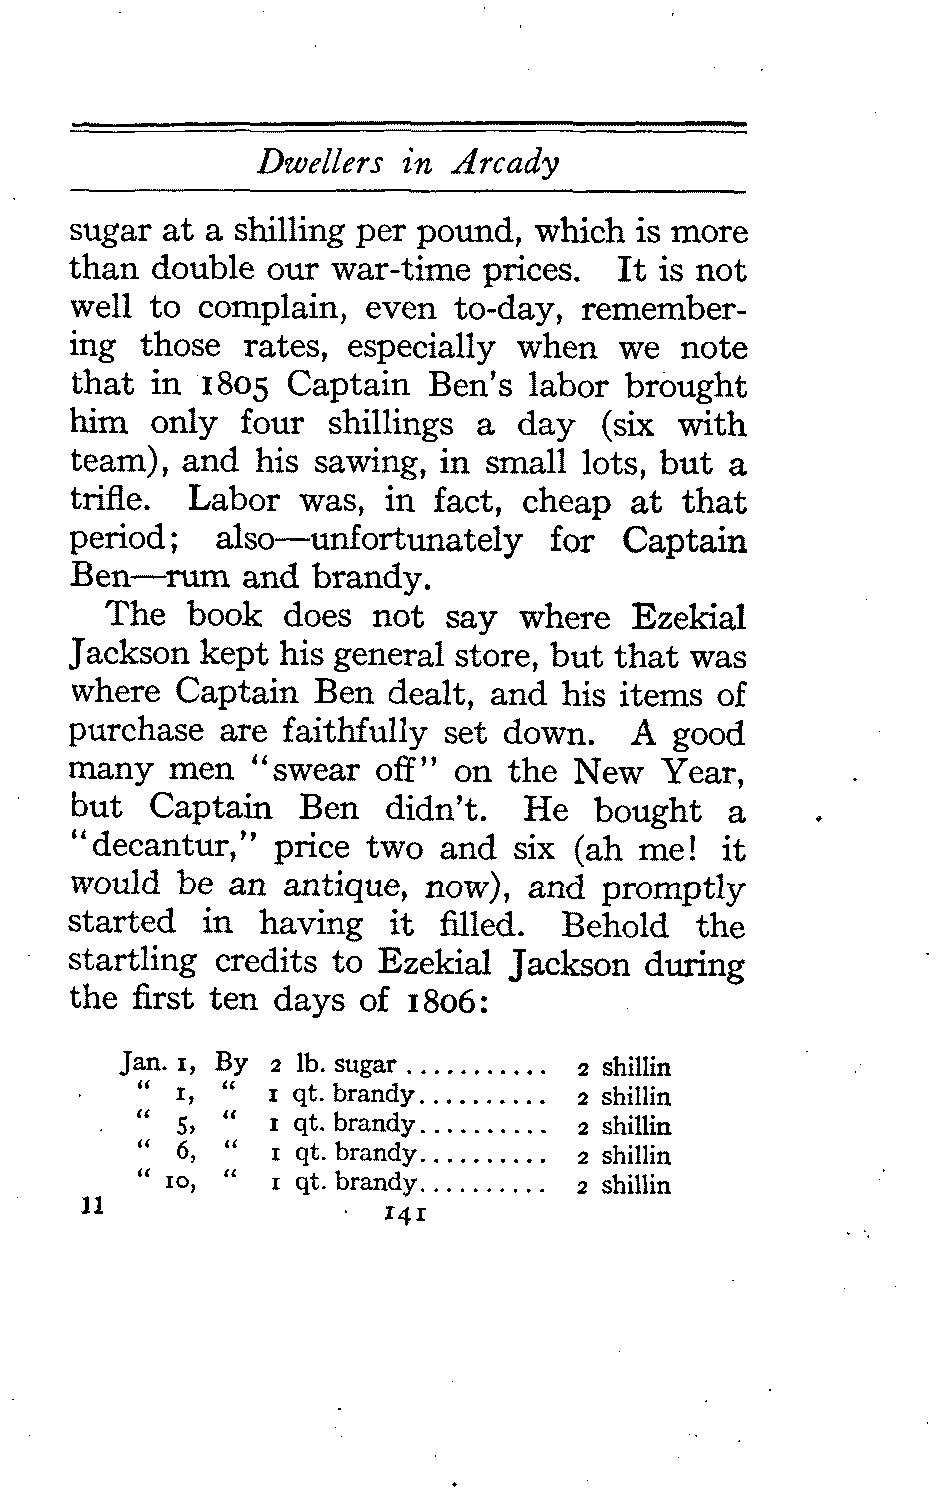 Dwellers in Arcady
sugar at a shilling per pound, which is more
than double our war-time prices. It is not
well to complain, even to-day, remember-
ing those rates, especially when we note
that in 1805 Captain Ben's labor brought
him only four shillings a day (six with
team), and his sawing, in small lots, but a
trifle. Labor was, in fact, cheap at that
period; also—unfortunately for Captain
Ben—rum and brandy.
The book does not say where Ezekial
Jackson kept his general store, but that was
where Captain Ben dealt, and his items of
purchase are faithfully set down. A good
many men "swear off" on the New Year,
but Captain Ben didn't. He bought a
"decantur," price two and six (ah me! it
would be an antique, now), and promptly
started in having it filled. Behold the
startling credits to Ezekial Jackson during
the first ten days of 1806:
Jan. 1, By 2 lb. sugar ........... 2 shillin
" 1, " 1 qt. brandy.......... 2 shillin
" 5, " 1 qt. brandy.......... 2 shillin
" 6, " 1 qt. brandy.......... 2 shillin
" 10, " 1 qt. brandy.......... 2 shillin
11 141